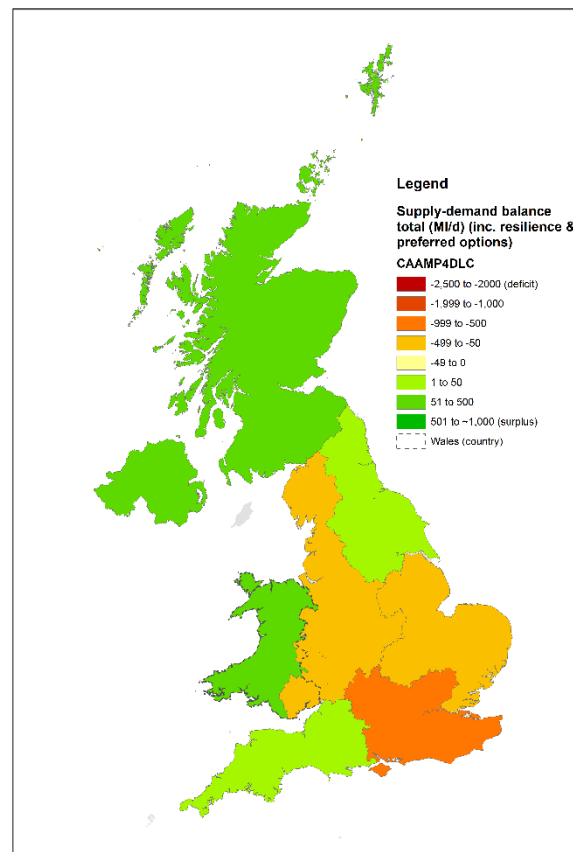 Legend
Supply-demand balance
total (Ml/d) (inc. resilience &
preferred options)
CAAMP4DLC
-2,500 to -2000 (deficit)
-1,999 to -1,000
-999 to -500
-499 to -50
-49 to 0
1 to 50
51 to 500
501 to ~1,000 (surplus)
Wales (country)